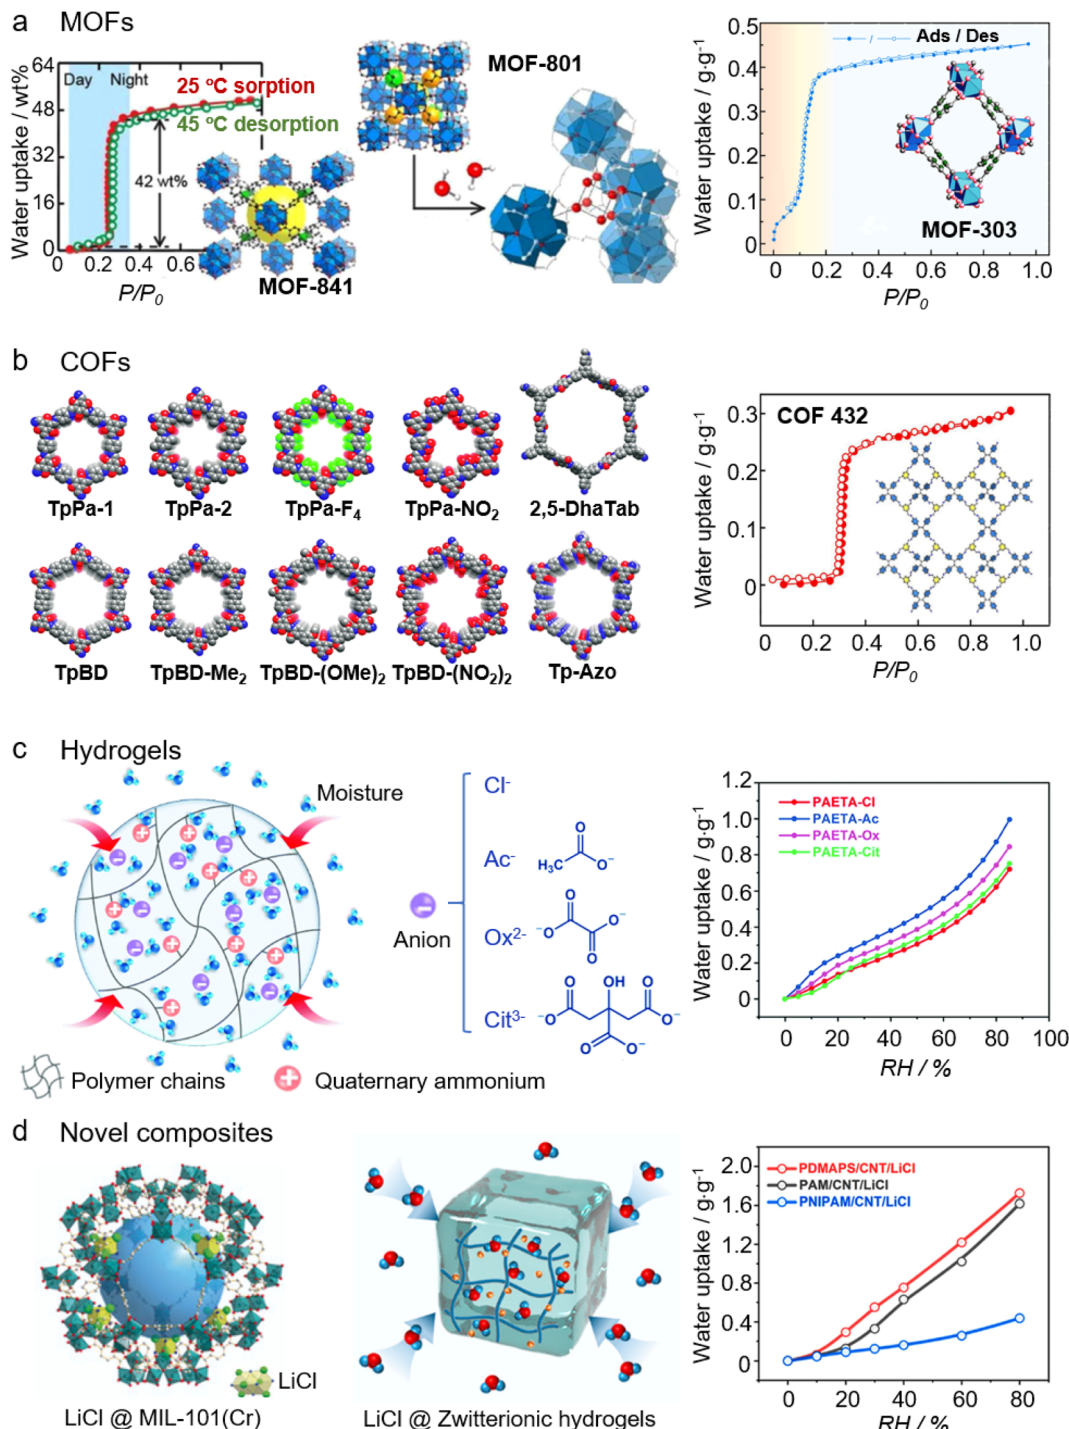 a MOFs
64
48
32
16
0
Water uptake / wt%
Day Night
25 °C sorption
45 °C desorption
42 wt%
0 0.2 0.4 0.6
P/P₀
MOF-841
MOF-801
0.5
0.4
0.3
0.2
0.2
0.1
0
Water uptake / g·g⁻¹
/ Ads / Des
MOF-303
0.0 0.2 0.4 0.6 0.8 1.0
P/P₀
b COFs
TpPa-1 TpPa-2 TpPa-F₄ TpPa-NO₂ 2,5-DhaTab
TpBD TpBD-Me₂ TpBD-(OMe)₂ TpBD-(NO₂)₂ Tp-Azo
COF 432
0.3
0.2
0.1
0
Water uptake / g·g⁻¹
0 0.2 0.4 0.6 0.8 1.0
P/P₀
c Hydrogels
Moisture
Anion
Cl⁻
Ac⁻
H₃C O O⁻
Ox²⁻
⁻O O O O⁻
Cit³⁻
O OH O
⁻O O⁻
O O⁻
Polymer chains
Quaternary ammonium
1.2
1.0
0.8
0.6
0.4
0.2
0
Water uptake / g·g⁻¹
PAETA-Cl
PAETA-Ac
PAETA-Ox
PAETA-Cit
0 20 40 60 80 100
RH / %
d Novel composites
LiCl
LiCl @ MIL-101(Cr)
LiCl @ Zwitterionic hydrogels
2.0
1.6
1.2
0.8
0.4
0
Water uptake / g·g⁻¹
PDMAPS/CNT/LiCl
PAM/CNT/LiCl
PNIPAM/CNT/LiCl
0 20 40 60 80
RH / %